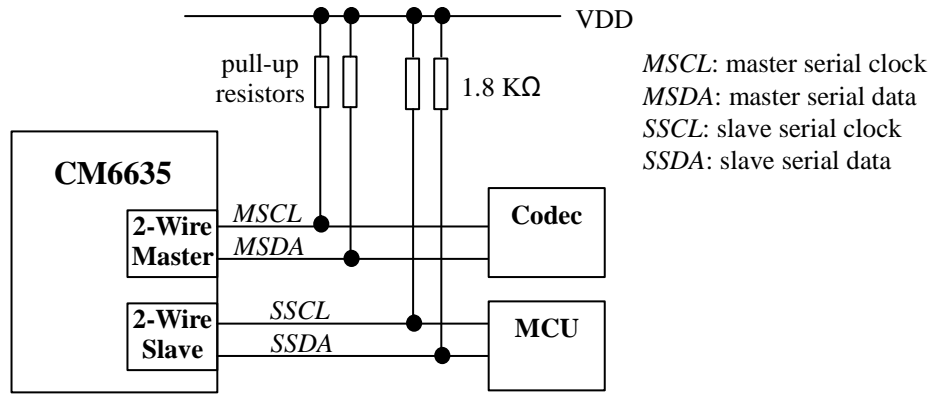 VDD
pull-up
resistors
1.8 KΩ
MSCL: master serial clock
MSDA: master serial data
SSCL: slave serial clock
SSDA: slave serial data
CM6635
2-Wire
Master
MSCL
MSDA
Codec
2-Wire
Slave
SSCL
SSDA
MCU